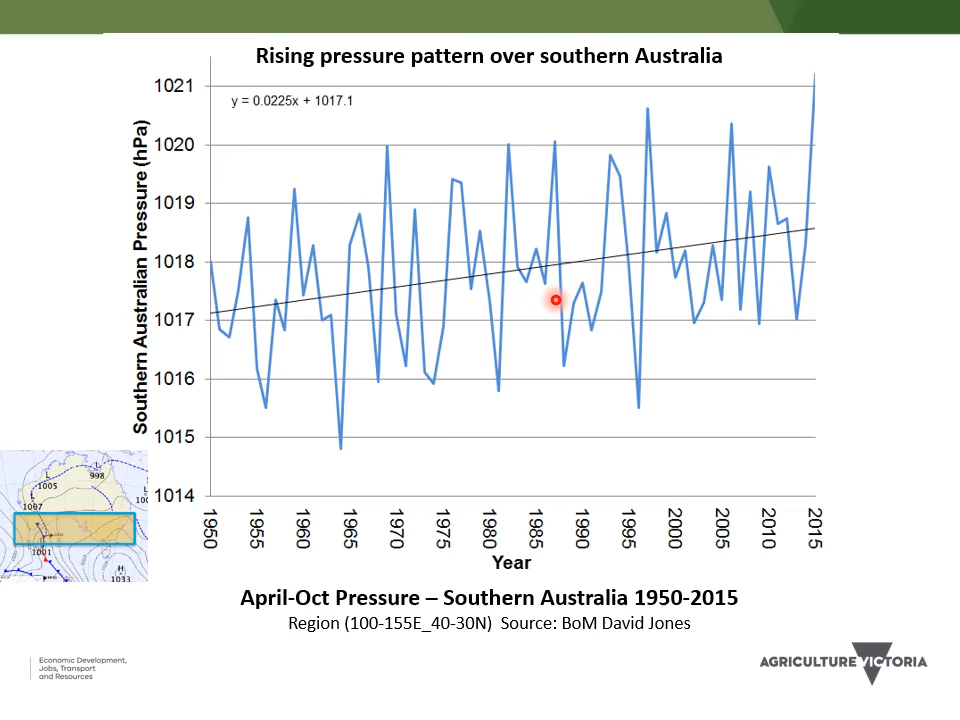 Rising pressure pattern over southern Australia
y = 0.0225x + 1017.1
Southern Australian Pressure (hPa)
1021
1020
1019
1018
1017
1016
1015
1014
1950
1955
1960
1965
1970
1975
1980
1985
1990
1995
2000
2005
2010
2015
Year
L
998
L
1005
L
1007
1001
H
1033
April-Oct Pressure – Southern Australia 1950-2015
Region (100-155E_40-30N) Source: BoM David Jones
Economic Development,
Jobs, Transport
and Resources
AGRICULTURE VICTORIA